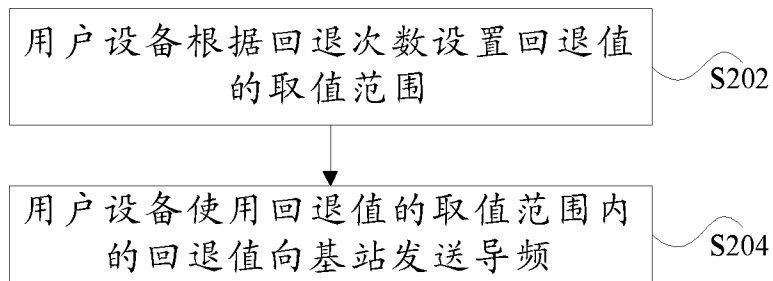 用户设备根据回退次数设置回退值
的取值范围
S202
用户设备使用回退值的取值范围内
的回退值向基站发送导频
S204